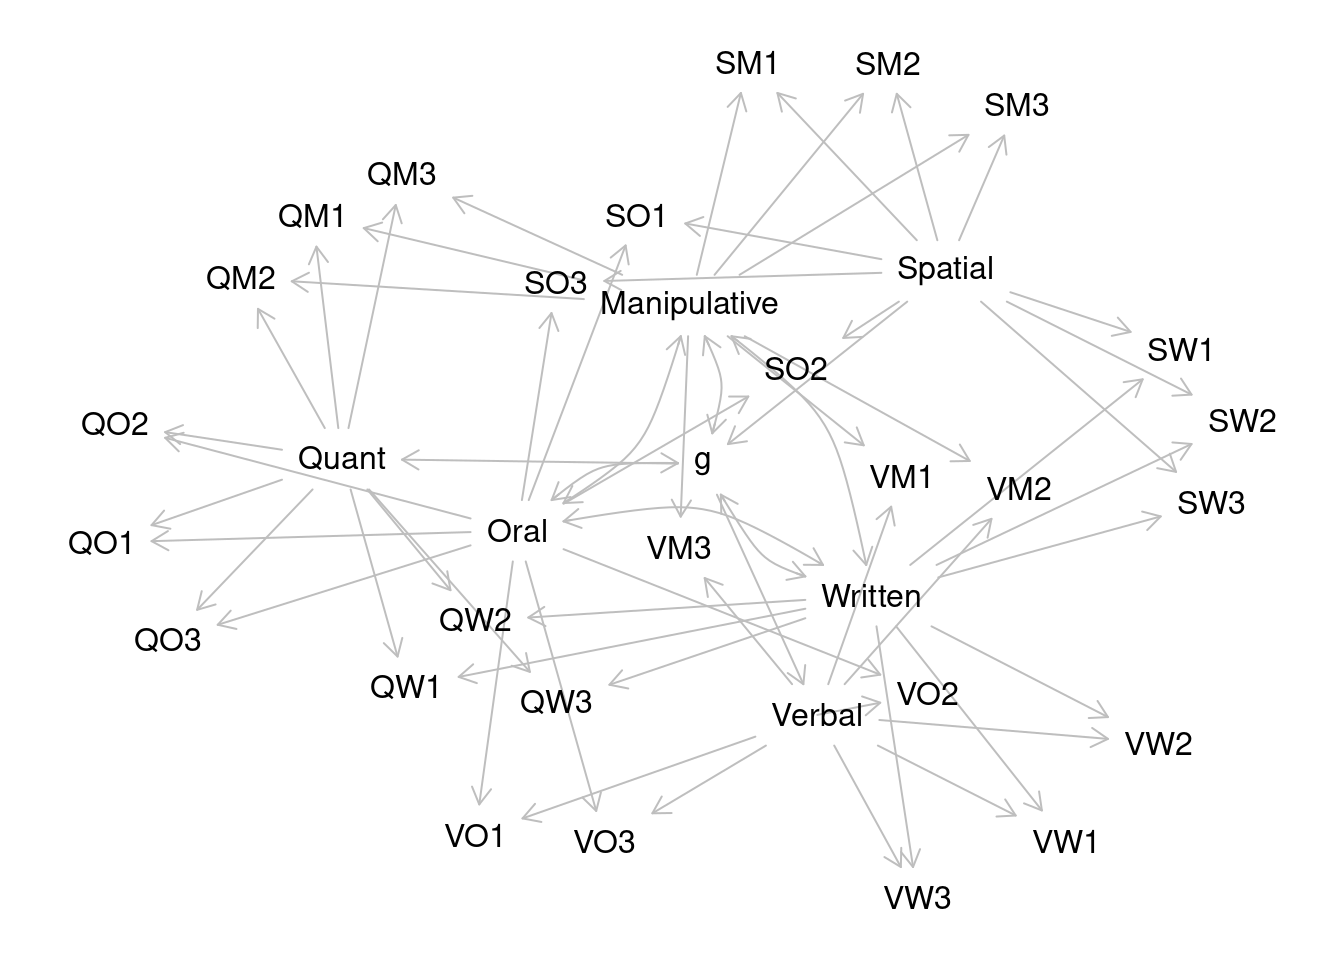 SM1
SM2
SM3
QM3
QM1
SO1
QM2
SO3
Spatial
Manipulative
SW1
SO2
QO2
SW2
Quant
g
VM1
VM2
SW3
Oral
QO1
VM3
Written
QW2
QO3
QW1
VO2
QW3
Verbal
VW2
VO1
VO3
VW1
VW3